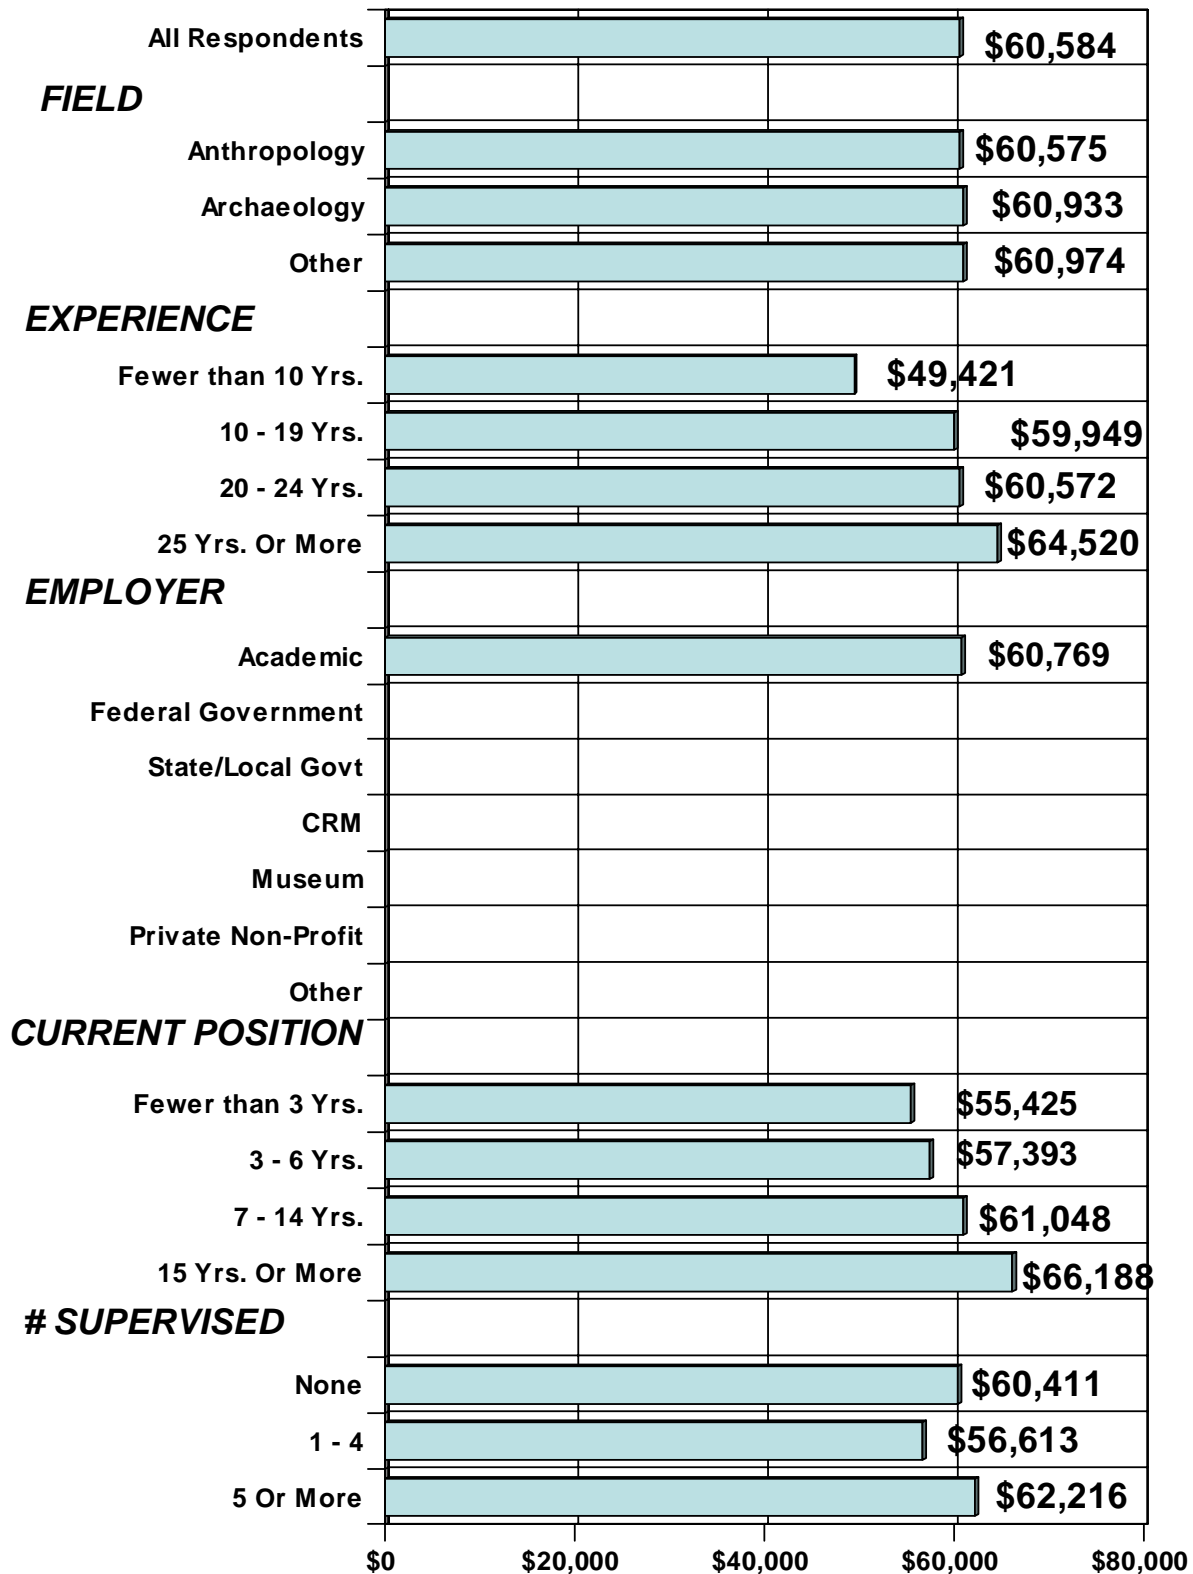 All Respondents $60,584
FIELD
Anthropology $60,575
Archaeology $60,933
Other $60,974
EXPERIENCE
Fewer than 10 Yrs. $49,421
10 - 19 Yrs. $59,949
20 - 24 Yrs. $60,572
25 Yrs. Or More $64,520
EMPLOYER
Academic $60,769
Federal Government
State/Local Govt
CRM
Museum
Private Non-Profit
Other
CURRENT POSITION
Fewer than 3 Yrs. $55,425
3 - 6 Yrs. $57,393
7 - 14 Yrs. $61,048
15 Yrs. Or More $66,188
# SUPERVISED
None $60,411
1 - 4 $56,613
5 Or More $62,216
$0 $20,000 $40,000 $60,000 $80,000